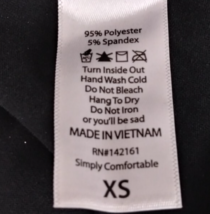 95% Polyester
5% Spandex
Turn Inside Out
Hand Wash Cold
Do Not Bleach
Hang To Dry
Do Not Iron
or you'll be sad
MADE IN VIETNAM
RN#142161
Simply Comfortable
XS